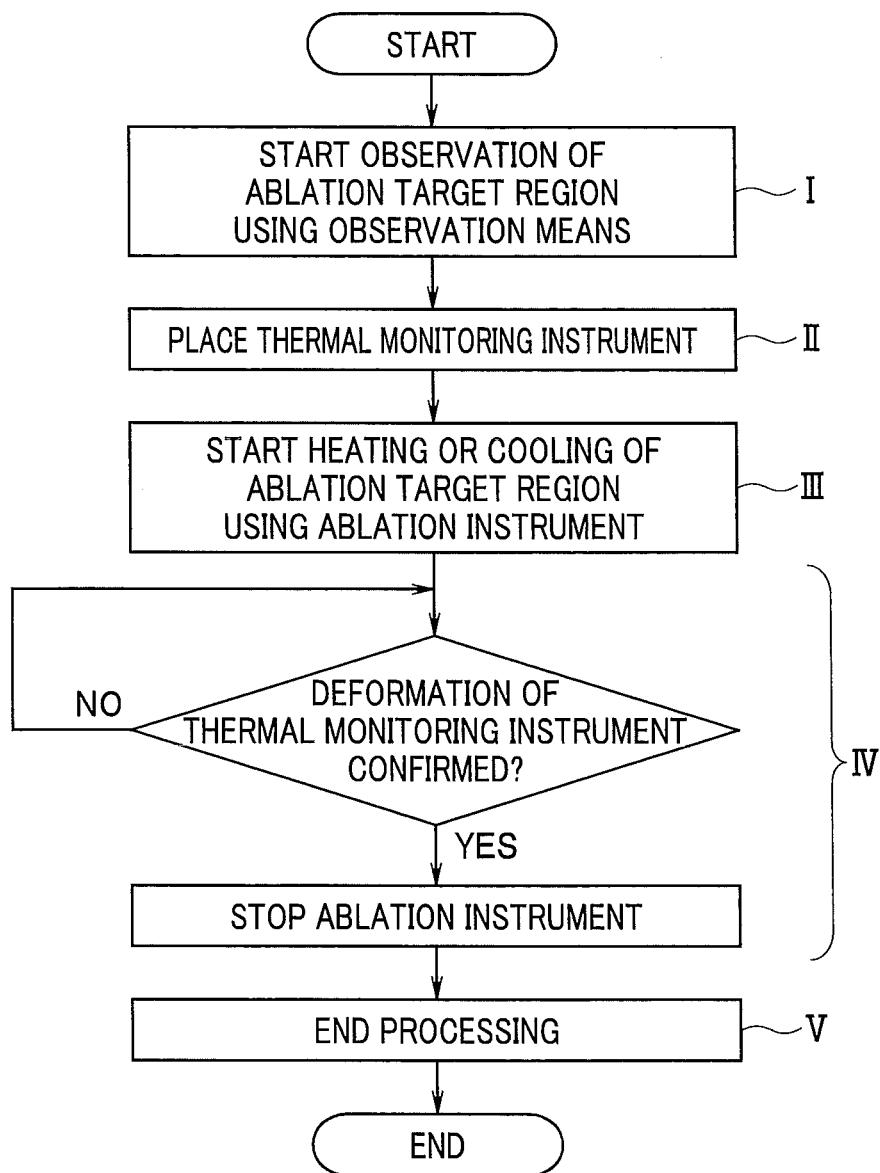 START
START OBSERVATION OF
ABLATION TARGET REGION
USING OBSERVATION MEANS
I
PLACE THERMAL MONITORING INSTRUMENT
II
START HEATING OR COOLING OF
ABLATION TARGET REGION
USING ABLATION INSTRUMENT
III
DEFORMATION OF
THERMAL MONITORING INSTRUMENT
CONFIRMED?
NO
IV
YES
STOP ABLATION INSTRUMENT
END PROCESSING
V
END